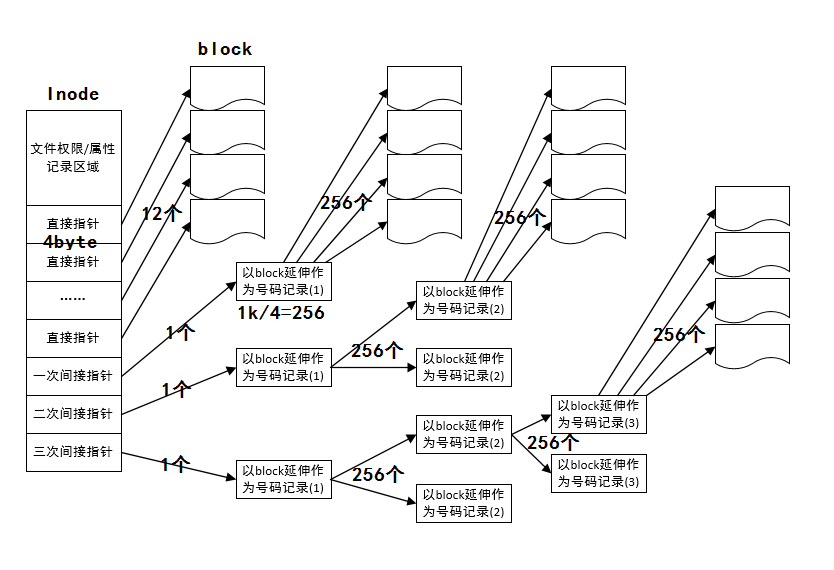 block
Inode
文件权限/属性
记录区域
直接指针
4byte
直接指针
……
直接指针
一次间接指针
二次间接指针
三次间接指针
12个
256个
256个
256个
1个
以block延伸作
为号码记录(1)
1k/4=256
以block延伸作
为号码记录(2)
256个
1个
以block延伸作
为号码记录(1)
以block延伸作
为号码记录(2)
1个
以block延伸作
为号码记录(1)
256个
以block延伸作
为号码记录(2)
以block延伸作
为号码记录(2)
256个
以block延伸作
为号码记录(3)
以block延伸作
为号码记录(3)